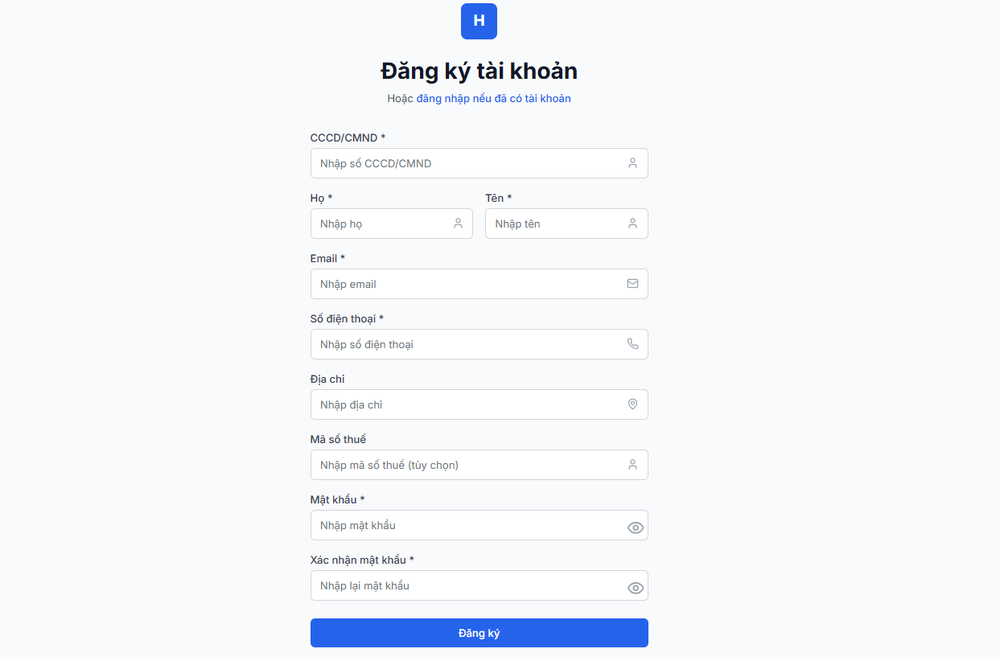 H
Đăng ký tài khoản
Hoặc đăng nhập nếu đã có tài khoản
CCCD/CMND *
Nhập số CCCD/CMND
Họ * Tên *
Nhập họ Nhập tên
Email *
Nhập email
Số điện thoại *
Nhập số điện thoại
Địa chỉ
Nhập địa chỉ
Mã số thuế
Nhập mã số thuế (tùy chọn)
Mật khẩu *
Nhập mật khẩu
Xác nhận mật khẩu *
Nhập lại mật khẩu
Đăng ký